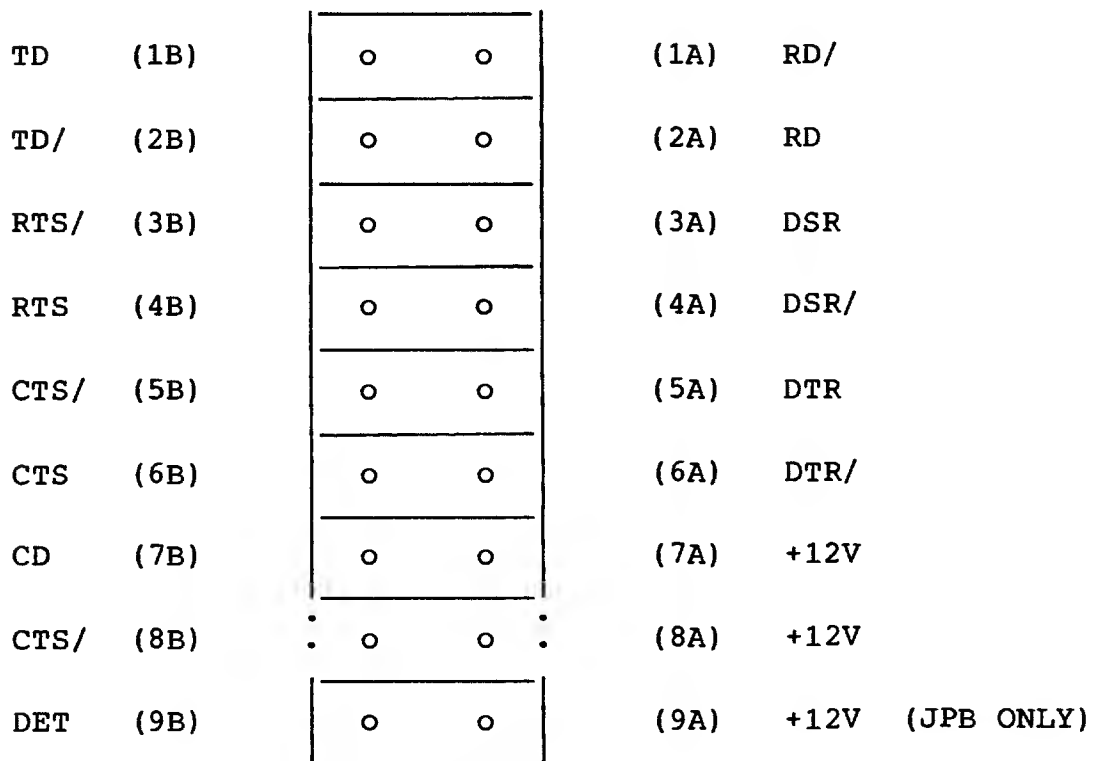 TD (1B) (1A) RD/
TD/ (2B) (2A) RD
RTS/ (3B) (3A) DSR
RTS (4B) (4A) DSR/
CTS/ (5B) (5A) DTR
CTS (6B) (6A) DTR/
CD (7B) (7A) +12V
CTS/ (8B) (8A) +12V
DET (9B) (9A) +12V (JPB ONLY)